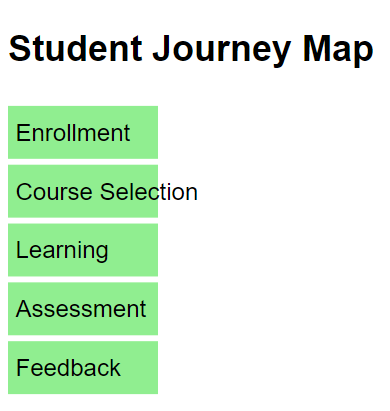 Student Journey Map
Enrollment
Course Selection
Learning
Assessment
Feedback